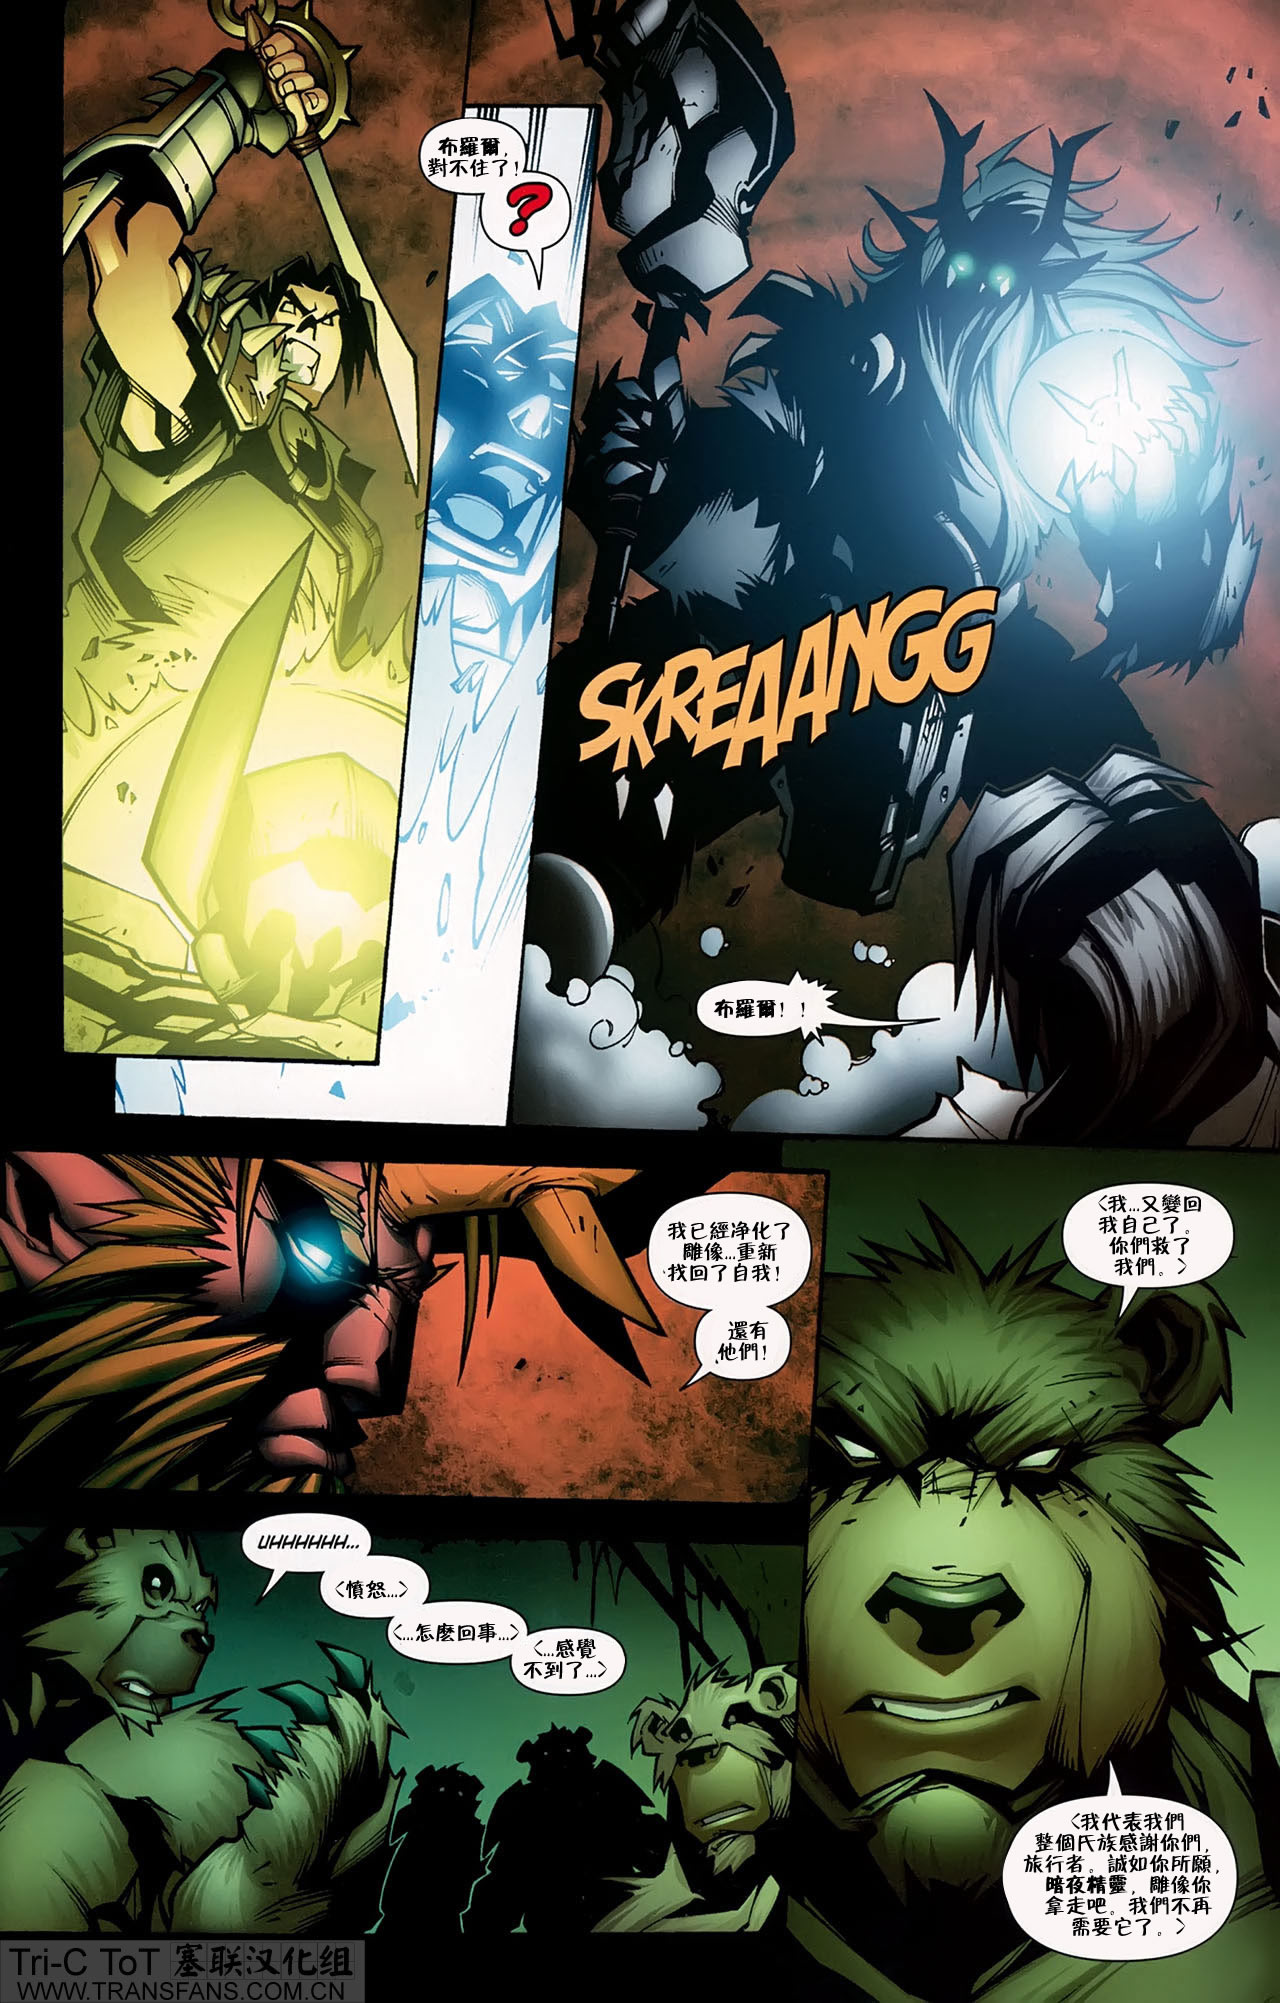 布羅爾,
對不住了!
?
SKREAANGG
布羅爾! !
我已經净化了
雕像...重新
找回了自我!
還有
他們!
<我...又變回
我自己了。
你們救了
我們。>
UHHHHHH...
<憤怒...>
<...怎麽回事...>
<...感覺
不到了...>
<我代表我們
整個氏族感謝你們,
旅行者。誠如你所願,
暗夜精靈, 雕像你
拿走吧。我們不再
需要它了。>
Tri-C ToT 塞联汉化组
WWW.TRANSFANS.COM.CN